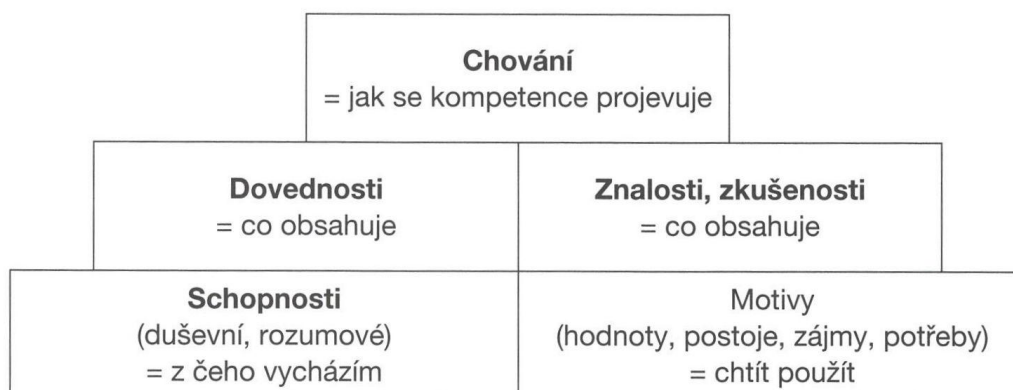 Chování
= jak se kompetence projevuje
Dovednosti
= co obsahuje
Znalosti, zkušenosti
= co obsahuje
Schopnosti
(duševní, rozumové)
= z čeho vycházím
Motivy
(hodnoty, postoje, zájmy, potřeby)
= chtít použít